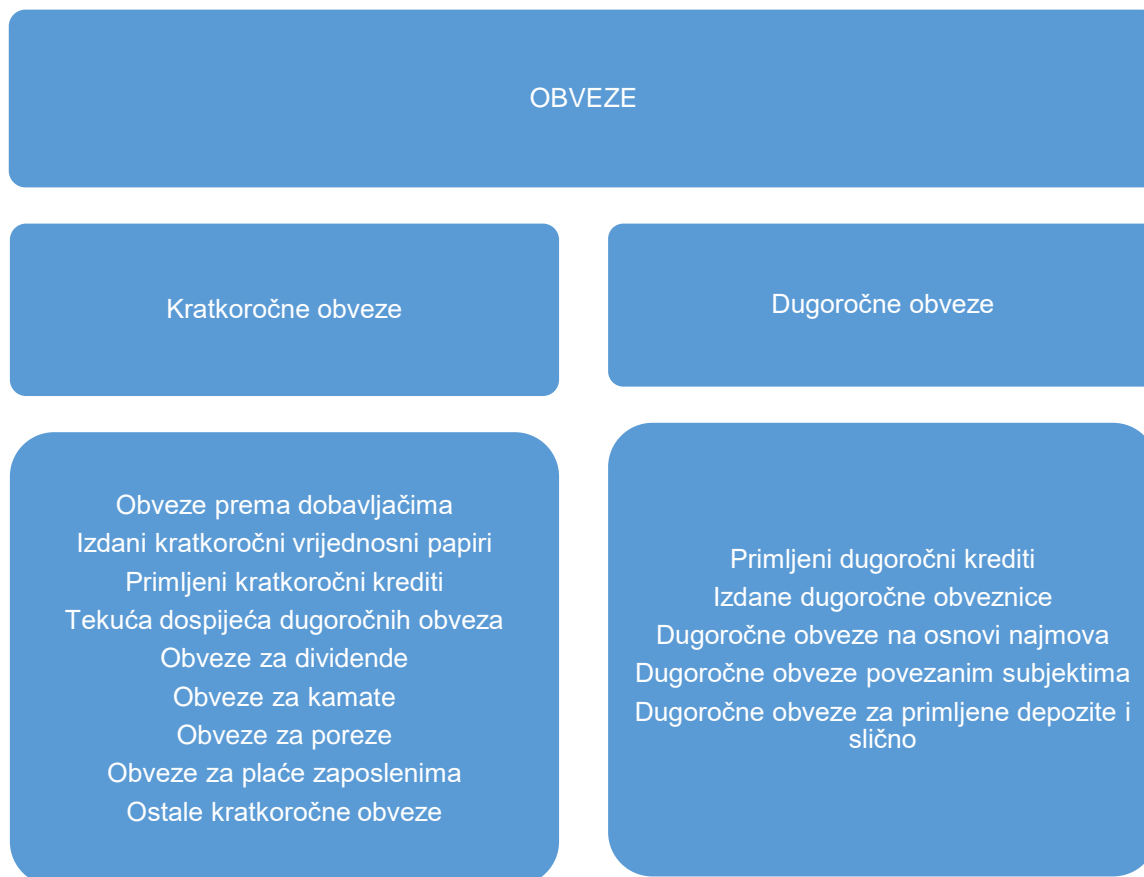 OBVEZE
Kratkoročne obveze
Dugoročne obveze
Obveze prema dobavljačima
Izdani kratkoročni vrijednosni papiri
Primljeni kratkoročni krediti
Tekuća dospijeća dugoročnih obveza
Obveze za dividende
Obveze za kamate
Obveze za poreze
Obveze za plaće zaposlenima
Ostale kratkoročne obveze
Primljeni dugoročni krediti
Izdane dugoročne obveznice
Dugoročne obveze na osnovi najmova
Dugoročne obveze povezanim subjektima
Dugoročne obveze za primljene depozite i
slično